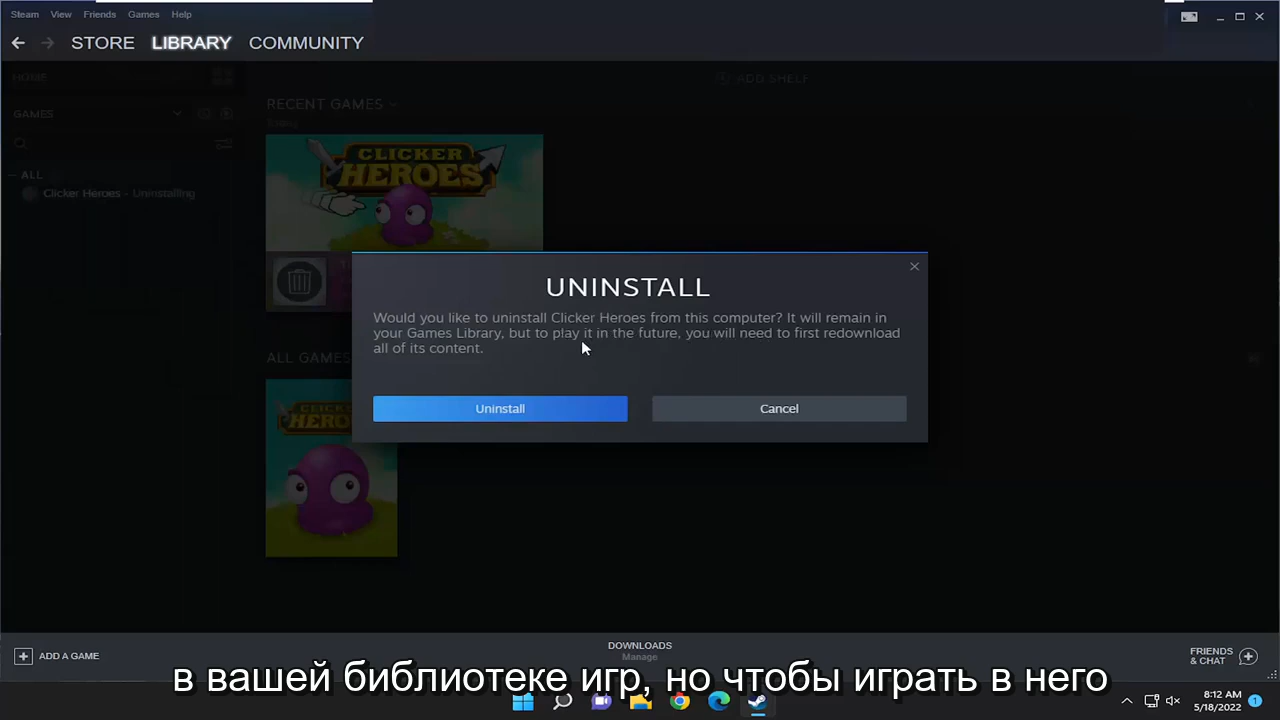 Steam View Friends Games Help
STORE LIBRARY COMMUNITY
HOME
ADD SHELF
GAMES
RECENT GAMES
ALL
Clicker Heroes - Uninstalling
CLICKER
HEROES
UNINSTALL
Would you like to uninstall Clicker Heroes from this computer? It will remain in
your Games Library, but to play it in the future, you will need to first redownload
all of its content.
Uninstall Cancel
ALL GAMES
HEROES
ADD A GAME
DOWNLOADS
Manage
FRIENDS
& CHAT
в вашей библиотеке игр, но чтобы играть в него
8:12 AM
5/18/2022
1